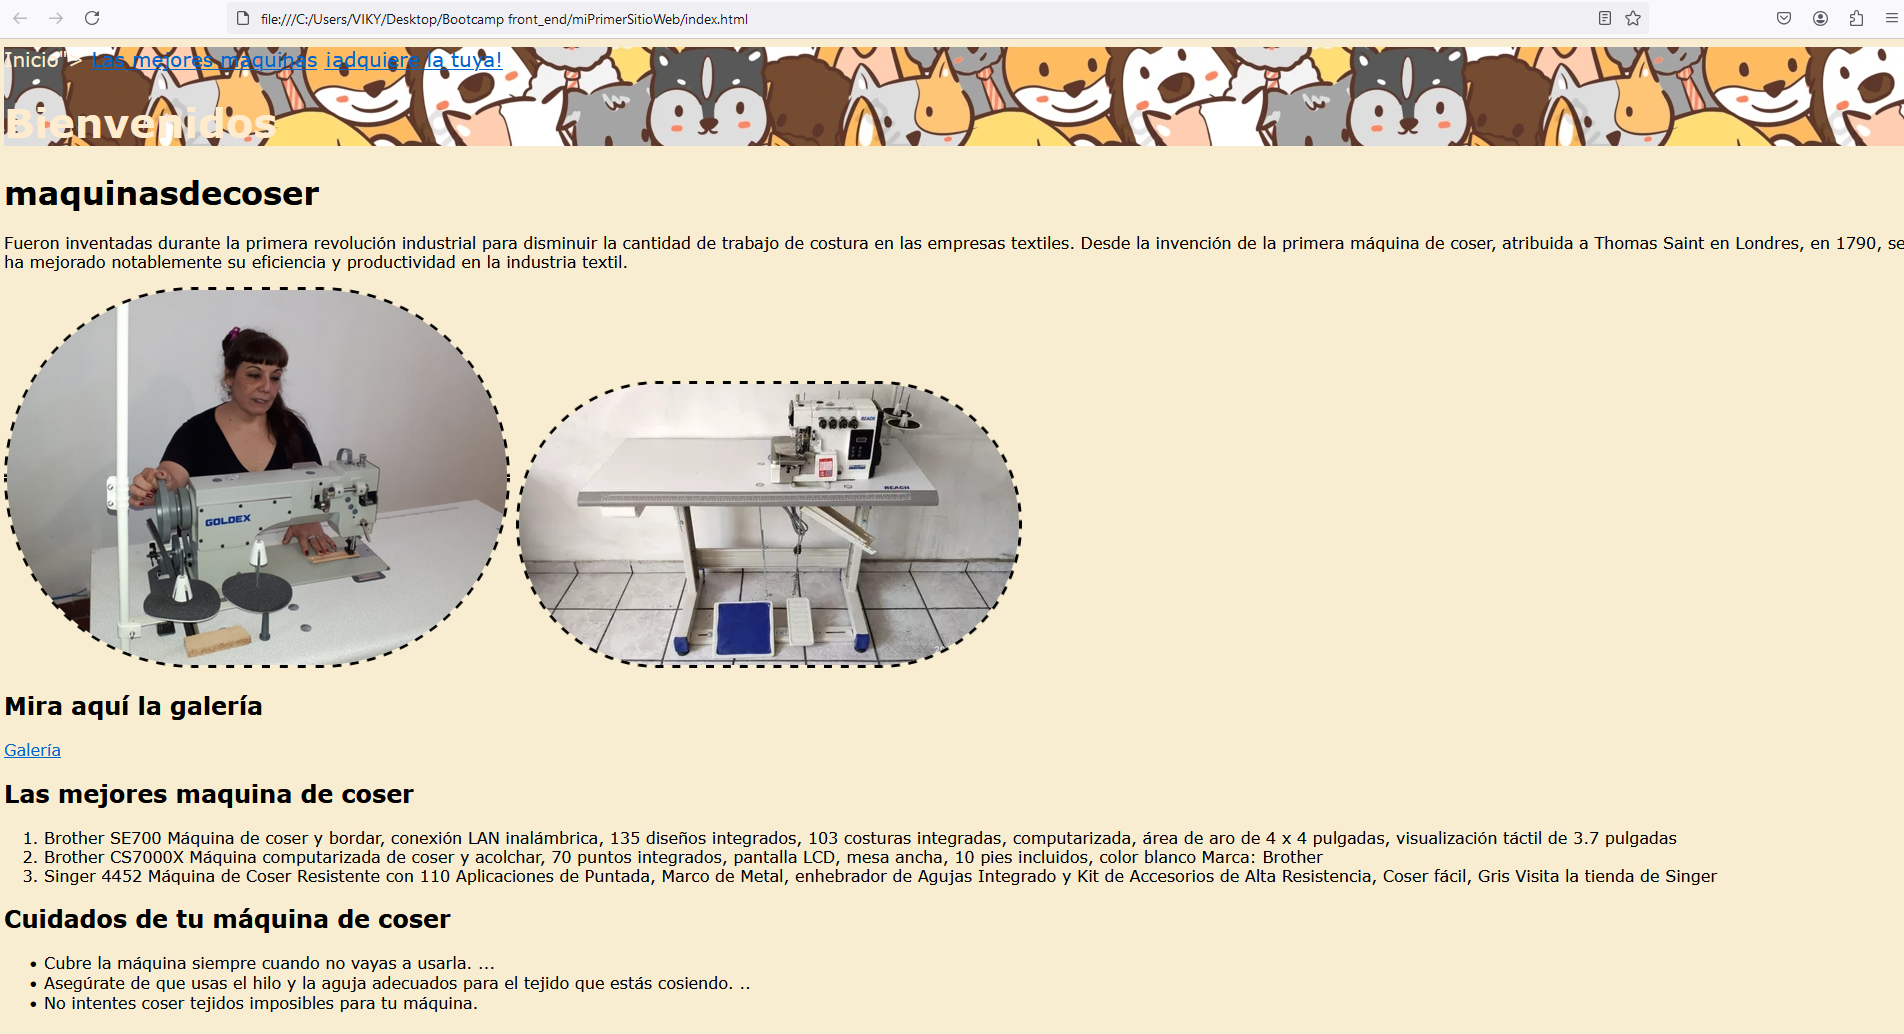 file:///C:/Users/VIKY/Desktop/Bootcamp front_end/miPrimerSitioWeb/index.html
Inicio"> Las mejores maquinas ¡adquiere la tuya!
Bienvenidos
maquinasdecoser
Fueron inventadas durante la primera revolución industrial para disminuir la cantidad de trabajo de costura en las empresas textiles. Desde la invención de la primera máquina de coser, atribuida a Thomas Saint en Londres, en 1790, se
ha mejorado notablemente su eficiencia y productividad en la industria textil.
GOLDEX
BEACH
BEACH
Mira aquí la galería
Galería
Las mejores maquina de coser
1. Brother SE700 Máquina de coser y bordar, conexión LAN inalámbrica, 135 diseños integrados, 103 costuras integradas, computarizada, área de aro de 4 x 4 pulgadas, visualización táctil de 3.7 pulgadas
2. Brother CS7000X Máquina computarizada de coser y acolchar, 70 puntos integrados, pantalla LCD, mesa ancha, 10 pies incluidos, color blanco Marca: Brother
3. Singer 4452 Máquina de Coser Resistente con 110 Aplicaciones de Puntada, Marco de Metal, enhebrador de Agujas Integrado y Kit de Accesorios de Alta Resistencia, Coser fácil, Gris Visita la tienda de Singer
Cuidados de tu máquina de coser
• Cubre la máquina siempre cuando no vayas a usarla. ...
• Asegúrate de que usas el hilo y la aguja adecuados para el tejido que estás cosiendo. ..
• No intentes coser tejidos imposibles para tu máquina.